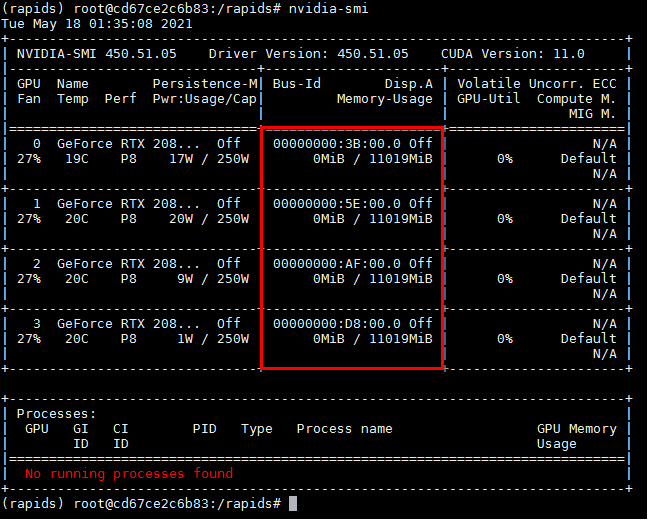 (rapids) root@cd67ce2c6b83:/rapids# nvidia-smi
Tue May 18 01:35:08 2021
+-----------------------------------------------------------------------------+
| NVIDIA-SMI 450.51.05    Driver Version: 450.51.05    CUDA Version: 11.0     |
|-------------------------------+----------------------+----------------------+
| GPU  Name        Persistence-M| Bus-Id        Disp.A | Volatile Uncorr. ECC |
| Fan  Temp  Perf  Pwr:Usage/Cap|         Memory-Usage | GPU-Util  Compute M. |
|                               |                      |               MIG M. |
|===============================+======================+======================|
|   0  GeForce RTX 208...  Off  | 00000000:3B:00.0 Off |                  N/A |
| 27%   19C    P8    17W / 250W |      0MiB / 11019MiB |      0%      Default |
|                               |                      |                  N/A |
+-------------------------------+----------------------+----------------------+
|   1  GeForce RTX 208...  Off  | 00000000:5E:00.0 Off |                  N/A |
| 27%   20C    P8    20W / 250W |      0MiB / 11019MiB |      0%      Default |
|                               |                      |                  N/A |
+-------------------------------+----------------------+----------------------+
|   2  GeForce RTX 208...  Off  | 00000000:AF:00.0 Off |                  N/A |
| 27%   20C    P8     9W / 250W |      0MiB / 11019MiB |      0%      Default |
|                               |                      |                  N/A |
+-------------------------------+----------------------+----------------------+
|   3  GeForce RTX 208...  Off  | 00000000:D8:00.0 Off |                  N/A |
| 27%   20C    P8     1W / 250W |      0MiB / 11019MiB |      0%      Default |
|                               |                      |                  N/A |
+-------------------------------+----------------------+----------------------+

+-----------------------------------------------------------------------------+
| Processes:                                                                  |
|  GPU   GI   CI        PID   Type   Process name                  GPU Memory |
|        ID   ID                                                   Usage      |
|=============================================================================|
|  No running processes found                                                 |
+-----------------------------------------------------------------------------+
(rapids) root@cd67ce2c6b83:/rapids#